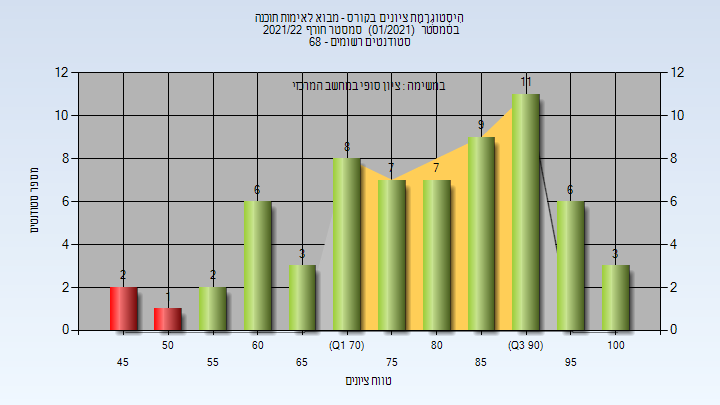 הִיסטוֹגרָמַת ציונים בקורס - מבוא לאימות תוכנה
בסמסטר (01/2021) סמסטר חורף 2021/22
סטודנטים רשומים - 68
במשימה : ציון סופי במחשב המרכזי
12 12
10 10
8 8
6 6
4 4
2 2
0 0
מספר סטודנטים
2 1 2 6 3 8 7 7 9 11 6 3
50 60 (Q1 70) 80 (Q3 90) 100
45 55 65 75 85 95
טווח ציונים